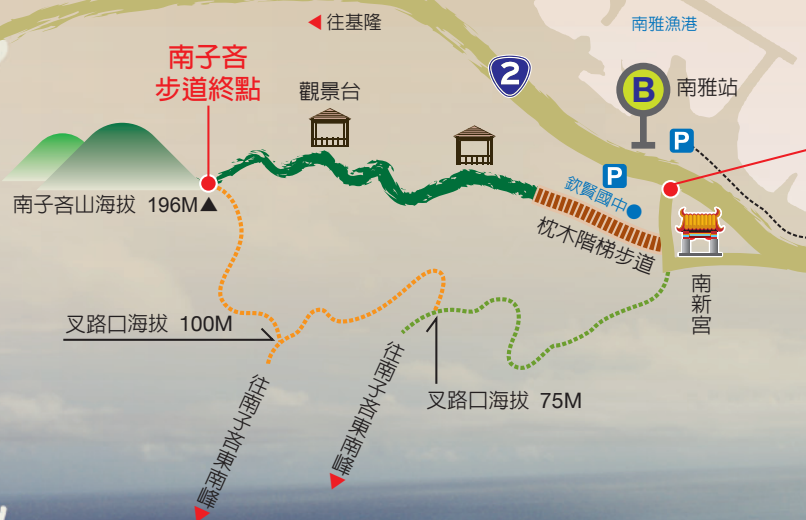 往基隆
南雅漁港
2
南子吝
步道終點
觀景台
B
南雅站
P
P
欽賢國中
南子吝山海拔 196M▲
枕木階梯步道
南新宮
叉路口海拔 100M
叉路口海拔 75M
往南子吝東南峰
往南子吝東南峰